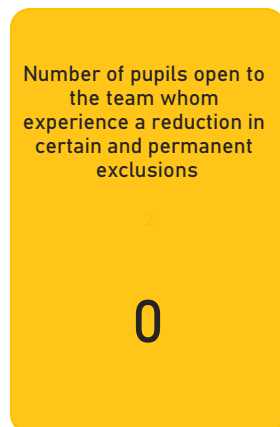 Number of pupils open to
the team whom
experience a reduction in
certain and permanent
exclusions
2
0